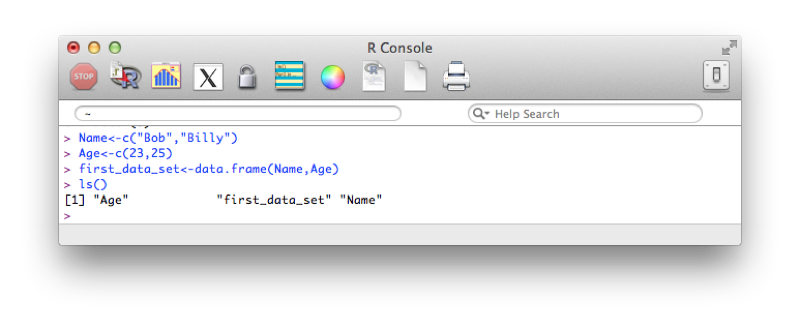 R Console
STOP
R
X
R
~
Help Search
> Name<-c("Bob","Billy")
> Age<-c(23,25)
> first_data_set<-data.frame(Name,Age)
> ls()
[1] "Age"            "first_data_set" "Name"
>